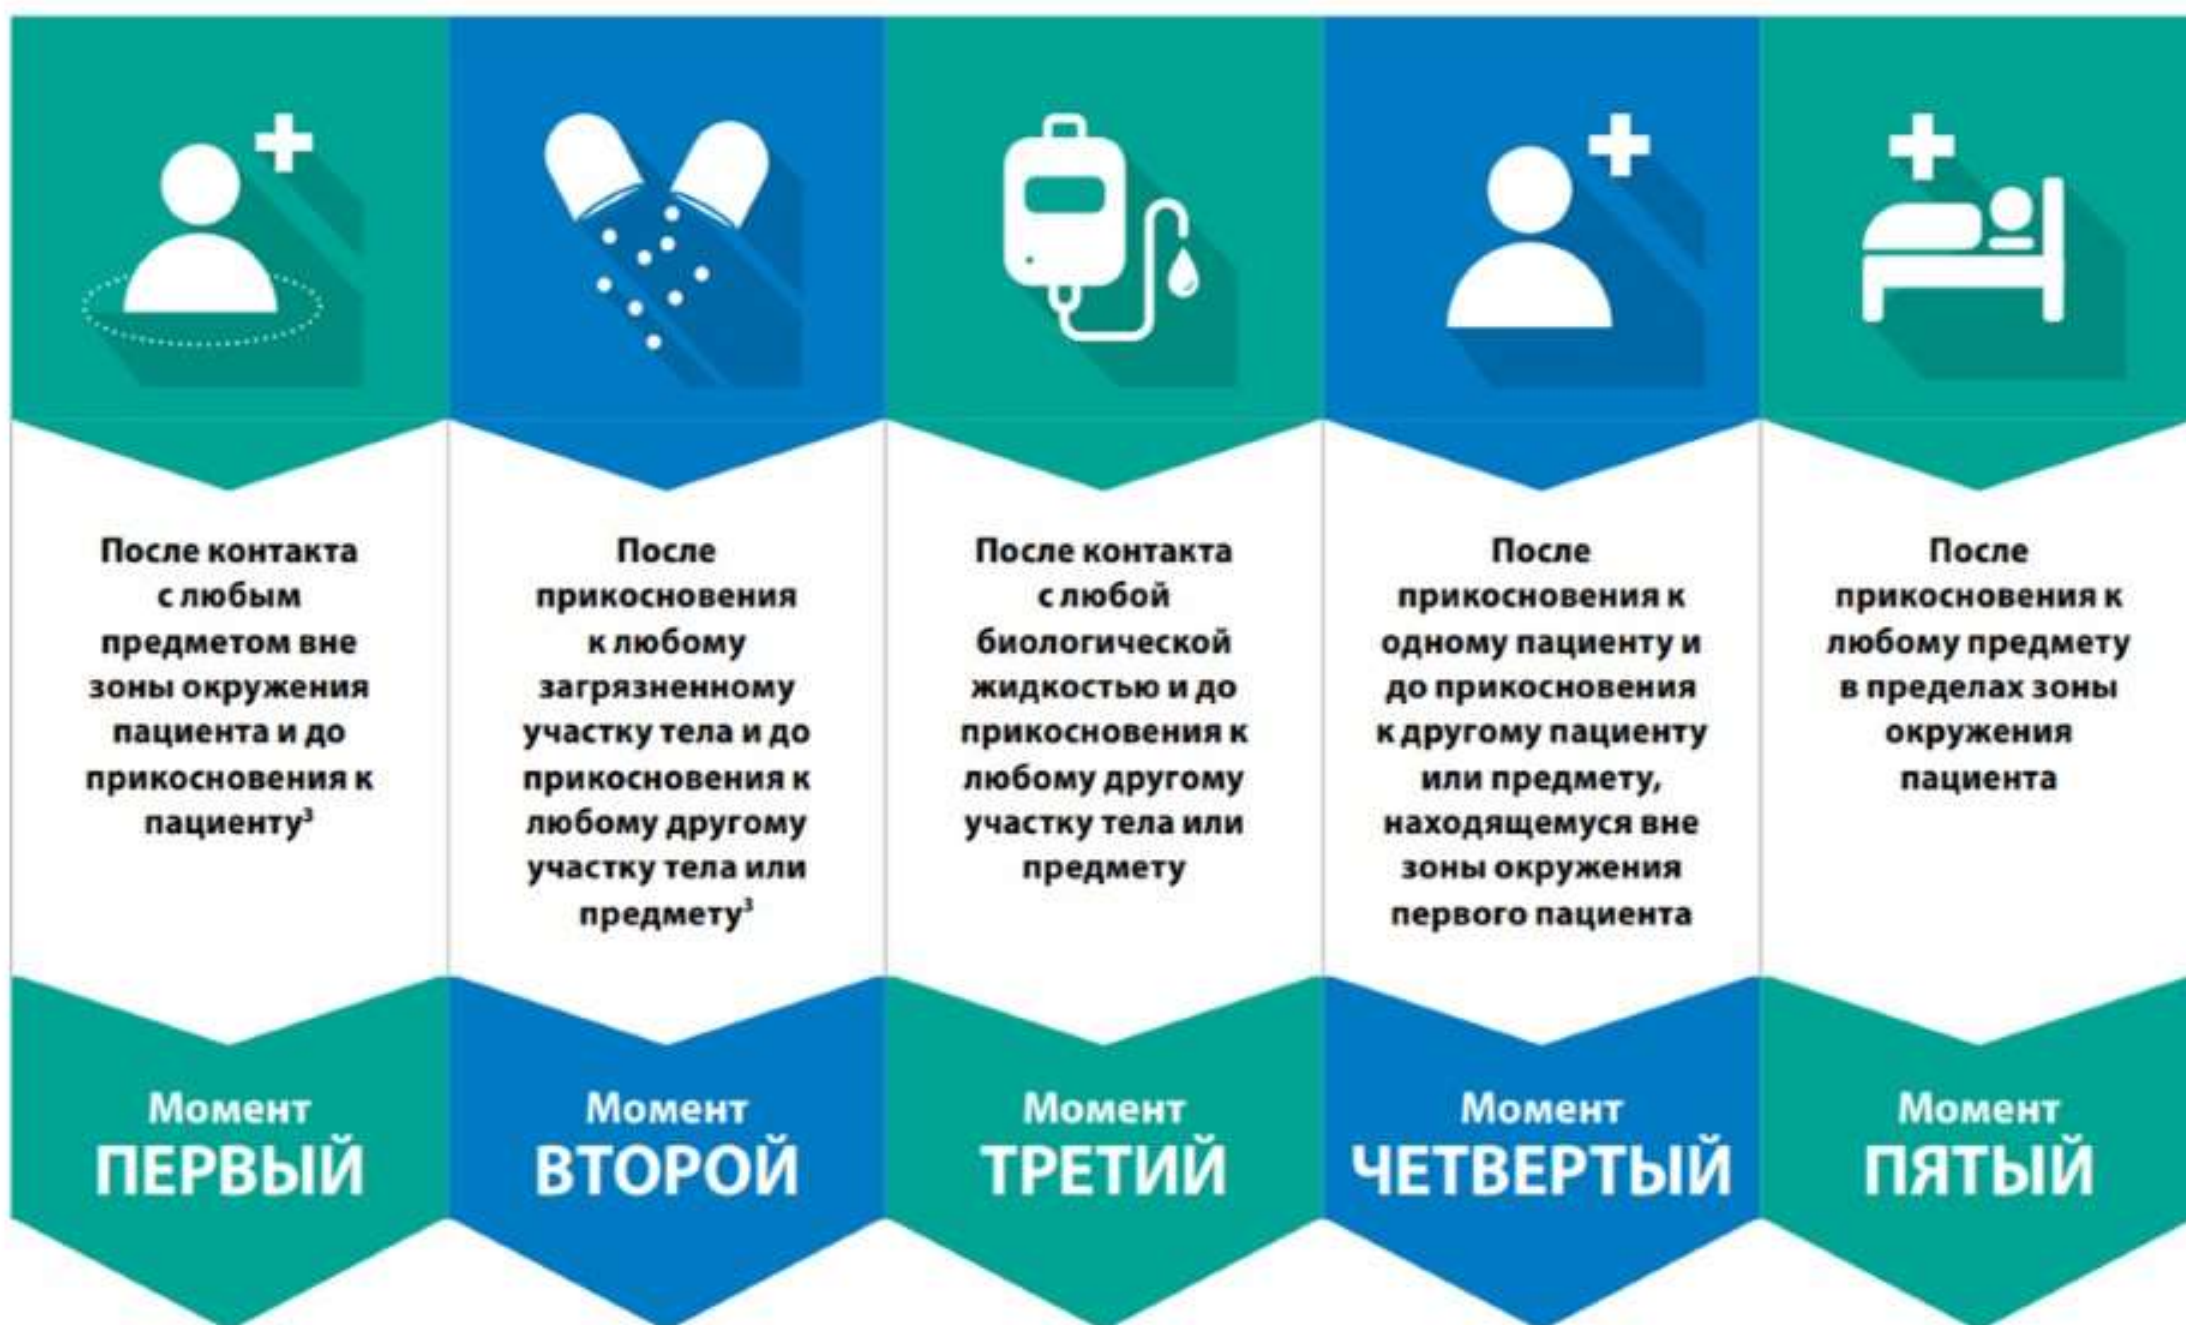 После контакта
с любым
предметом вне
зоны окружения
пациента и до
прикосновения к
пациенту³
После
прикосновения
к любому
загрязненному
участку тела и до
прикосновения к
любому другому
участку тела или
предмету³
После контакта
с любой
биологической
жидкостью и до
прикосновения к
любому другому
участку тела или
предмету
После
прикосновения к
одному пациенту и
до прикосновения
к другому пациенту
или предмету,
находящемуся вне
зоны окружения
первого пациента
После
прикосновения к
любому предмету
в пределах зоны
окружения
пациента
Момент
ПЕРВЫЙ
Момент
ВТОРОЙ
Момент
ТРЕТИЙ
Момент
ЧЕТВЕРТЫЙ
Момент
ПЯТЫЙ